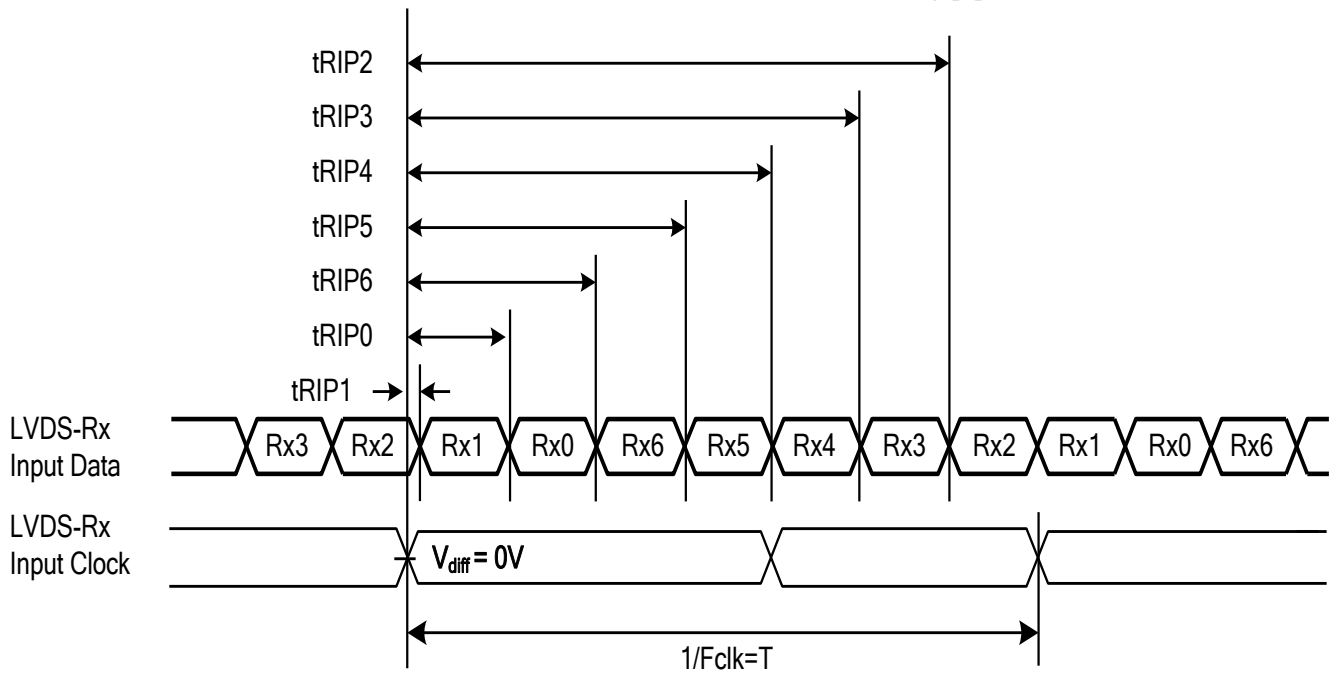 tRIP2
tRIP3
tRIP4
tRIP5
tRIP6
tRIP0
tRIP1
LVDS-Rx
Input Data
Rx3 Rx2 Rx1 Rx0 Rx6 Rx5 Rx4 Rx3 Rx2 Rx1 Rx0 Rx6
LVDS-Rx
Input Clock
Vdiff = 0V
1/Fclk=T